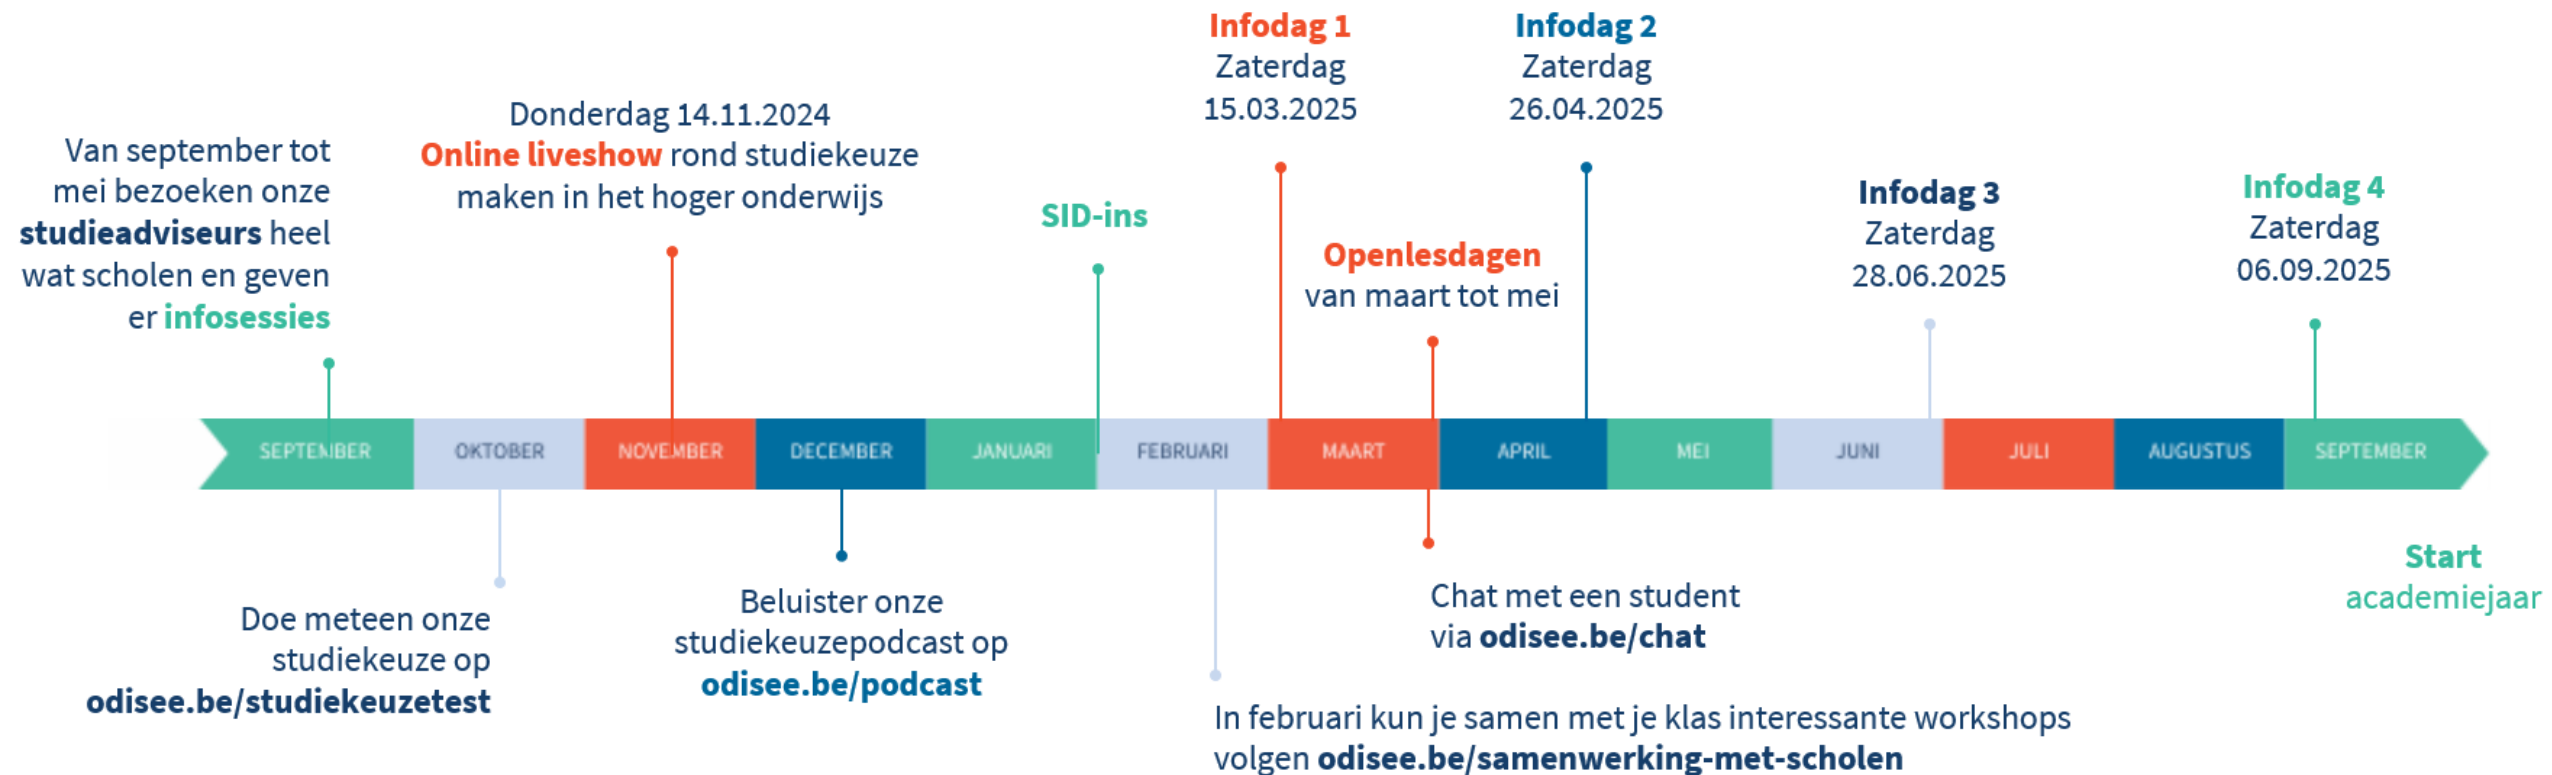 Infodag 1
Zaterdag
15.03.2025
Infodag 2
Zaterdag
26.04.2025
Donderdag 14.11.2024
Online liveshow rond studiekeuze
maken in het hoger onderwijs
Van september tot
mei bezoeken onze
studieadviseurs heel
wat scholen en geven
er infosessies
SID-ins
Openlesdagen
van maart tot mei
Infodag 3
Zaterdag
28.06.2025
Infodag 4
Zaterdag
06.09.2025
SEPTEMBER OKTOBER NOVEMBER DECEMBER JANUARI FEBRUARI MAART APRIL MEI JUNI JULI AUGUSTUS SEPTEMBER
Doe meteen onze
studiekeuze op
odisee.be/studiekeuzetest
Beluister onze
studiekeuzepodcast op
odisee.be/podcast
In februari kun je samen met je klas interessante workshops
volgen odisee.be/samenwerking-met-scholen
Chat met een student
via odisee.be/chat
Start
academiejaar